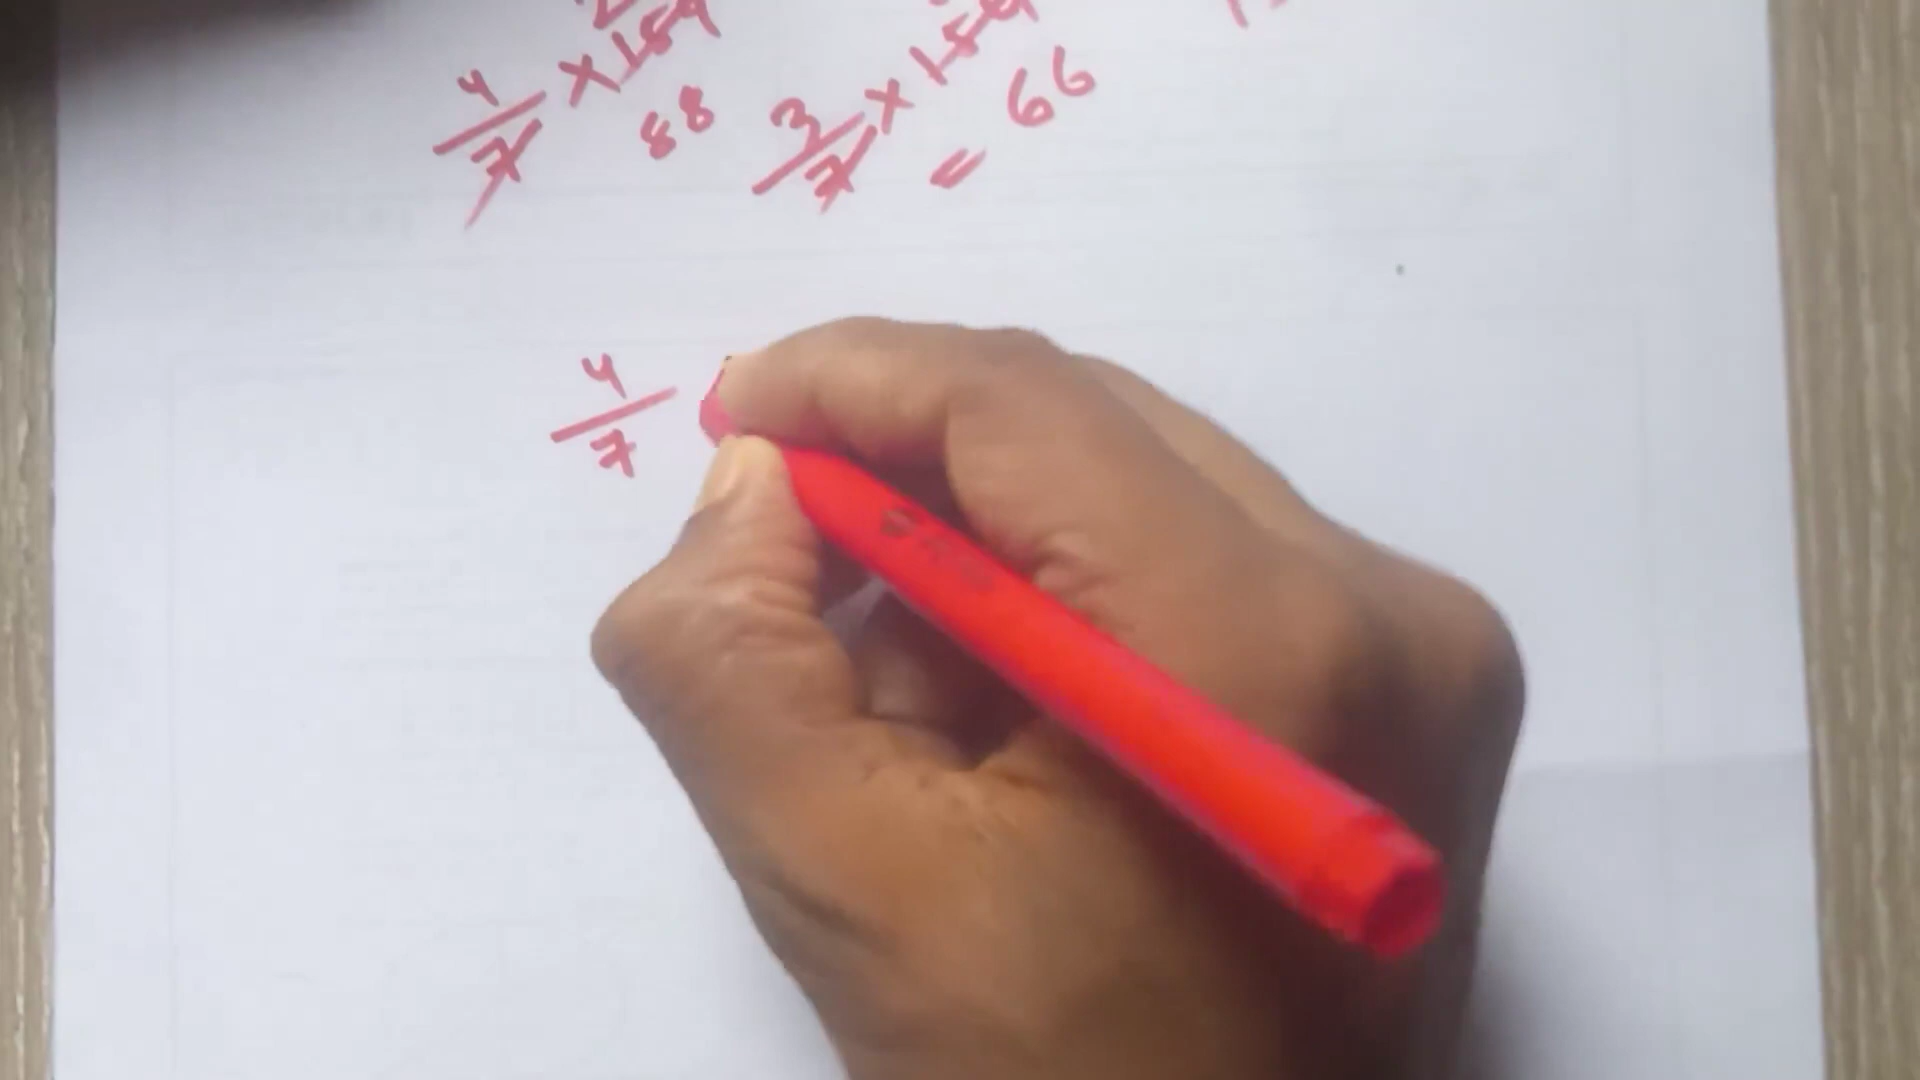 4/7 × 154
88
3/7 × 154
= 66
4/7